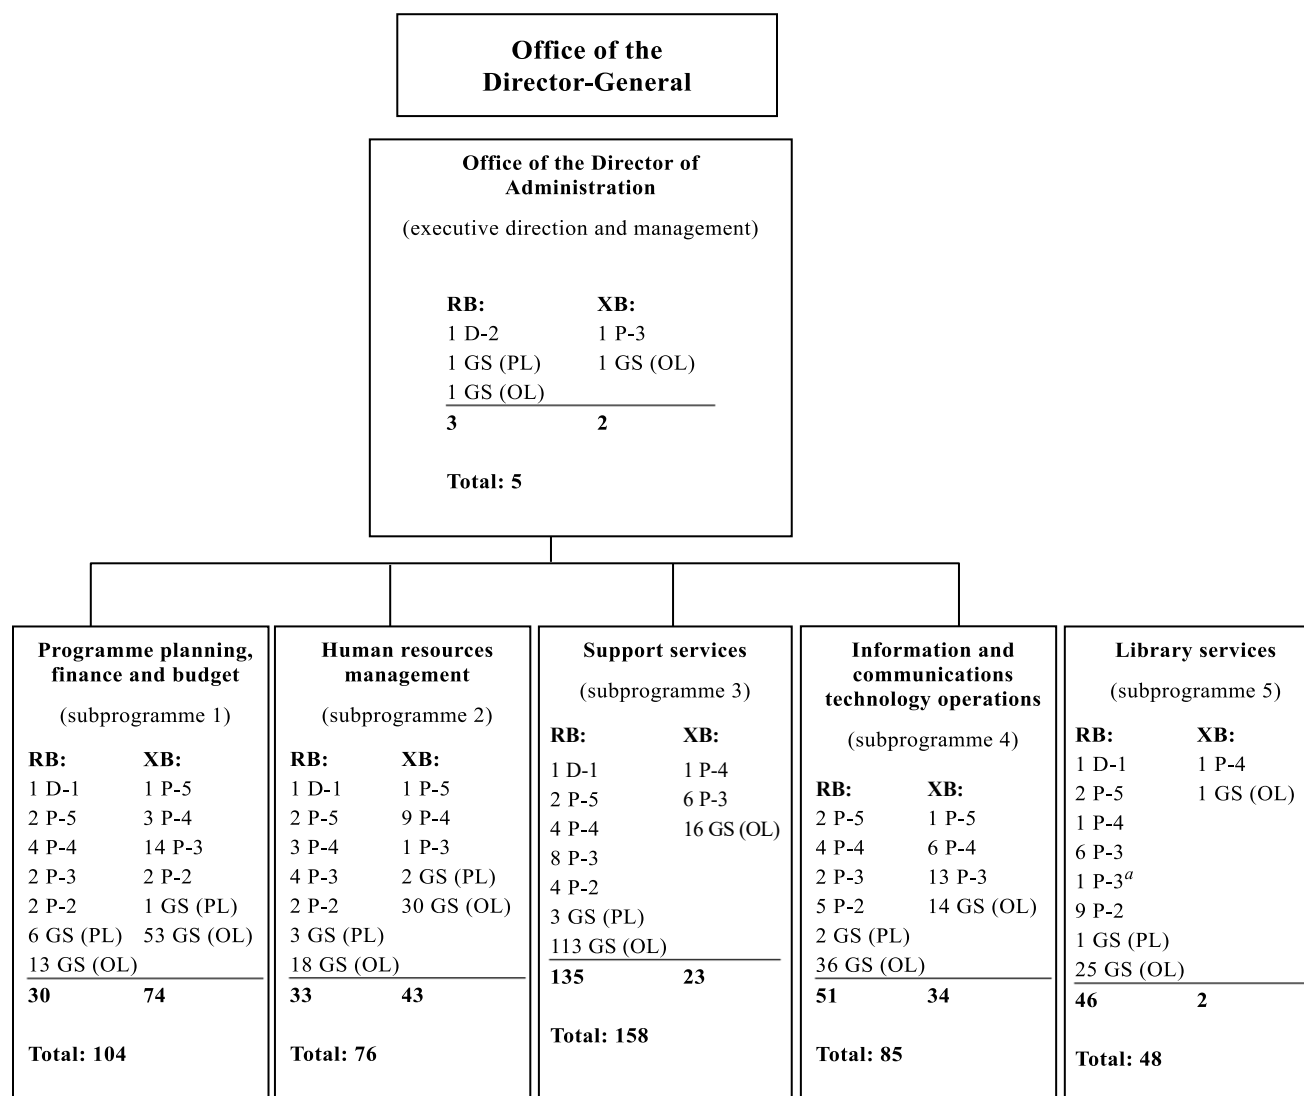 Office of the
Director-General
Office of the Director of
Administration
(executive direction and management)
RB: XB:
1 D-2 1 P-3
1 GS (PL) 1 GS (OL)
1 GS (OL)
3 2
Total: 5
Programme planning,
finance and budget
(subprogramme 1)
RB: XB:
1 D-1 1 P-5
2 P-5 3 P-4
4 P-4 14 P-3
2 P-3 2 P-2
2 P-2 1 GS (PL)
6 GS (PL) 53 GS (OL)
13 GS (OL)
30 74
Total: 104
Human resources
management
(subprogramme 2)
RB: XB:
1 D-1 1 P-5
2 P-5 9 P-4
3 P-4 1 P-3
4 P-3 2 GS (PL)
2 P-2 30 GS (OL)
3 GS (PL)
18 GS (OL)
33 43
Total: 76
Support services
(subprogramme 3)
RB: XB:
1 D-1 1 P-4
2 P-5 6 P-3
4 P-4 16 GS (OL)
8 P-3
4 P-2
3 GS (PL)
113 GS (OL)
135 23
Total: 158
Information and
communications
technology operations
(subprogramme 4)
RB: XB:
2 P-5 1 P-5
4 P-4 6 P-4
2 P-3 13 P-3
5 P-2 14 GS (OL)
2 GS (PL)
36 GS (OL)
51 34
Total: 85
Library services
(subprogramme 5)
RB: XB:
1 D-1 1 P-4
2 P-5 1 GS (OL)
1 P-4
6 P-3
1 P-3a
9 P-2
1 GS (PL)
25 GS (OL)
46 2
Total: 48